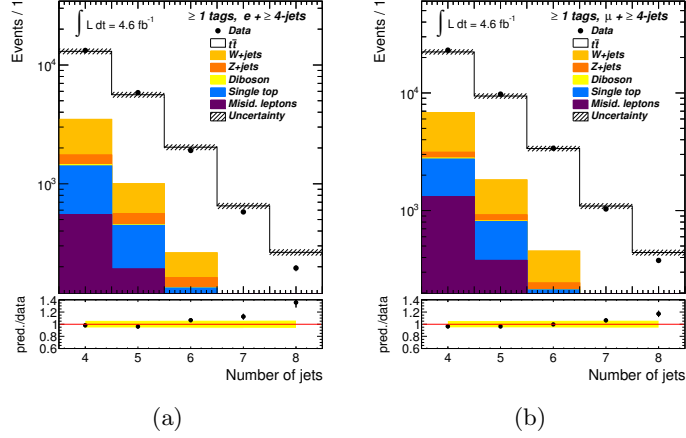 Events / 1
∫ L dt = 4.6 fb⁻¹
≥ 1 tags, e + ≥ 4-jets
Data
tt̄
W+jets
Z+jets
Diboson
Single top
Misid. leptons
Uncertainty
10⁴
10³
pred./data
1.4
1.2
1
0.8
0.6
4 5 6 7 8
Number of jets
(a)
Events / 1
∫ L dt = 4.6 fb⁻¹
≥ 1 tags, μ + ≥ 4-jets
Data
tt̄
W+jets
Z+jets
Diboson
Single top
Misid. leptons
Uncertainty
10⁴
10³
pred./data
1.4
1.2
1
0.8
0.6
4 5 6 7 8
Number of jets
(b)